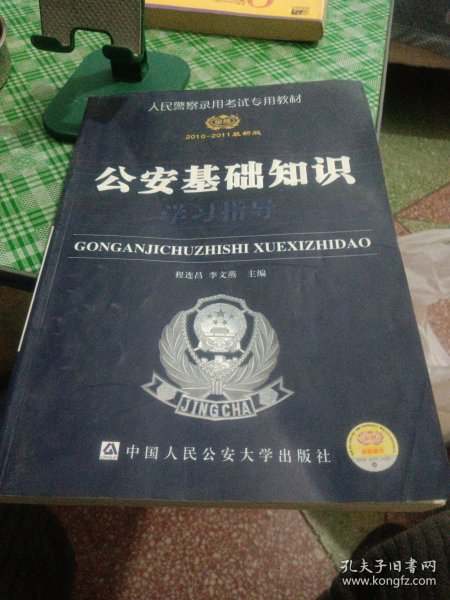 人民警察录用考试专用教材
金盾
2010-2011最新版
公安基础知识
学习指导
GONGANJICHUZHISHI XUEXIZHIDAO
程连昌 李文燕 主编
JINGCHA
中国人民公安大学出版社
孔夫子旧书网
www.kongfz.com